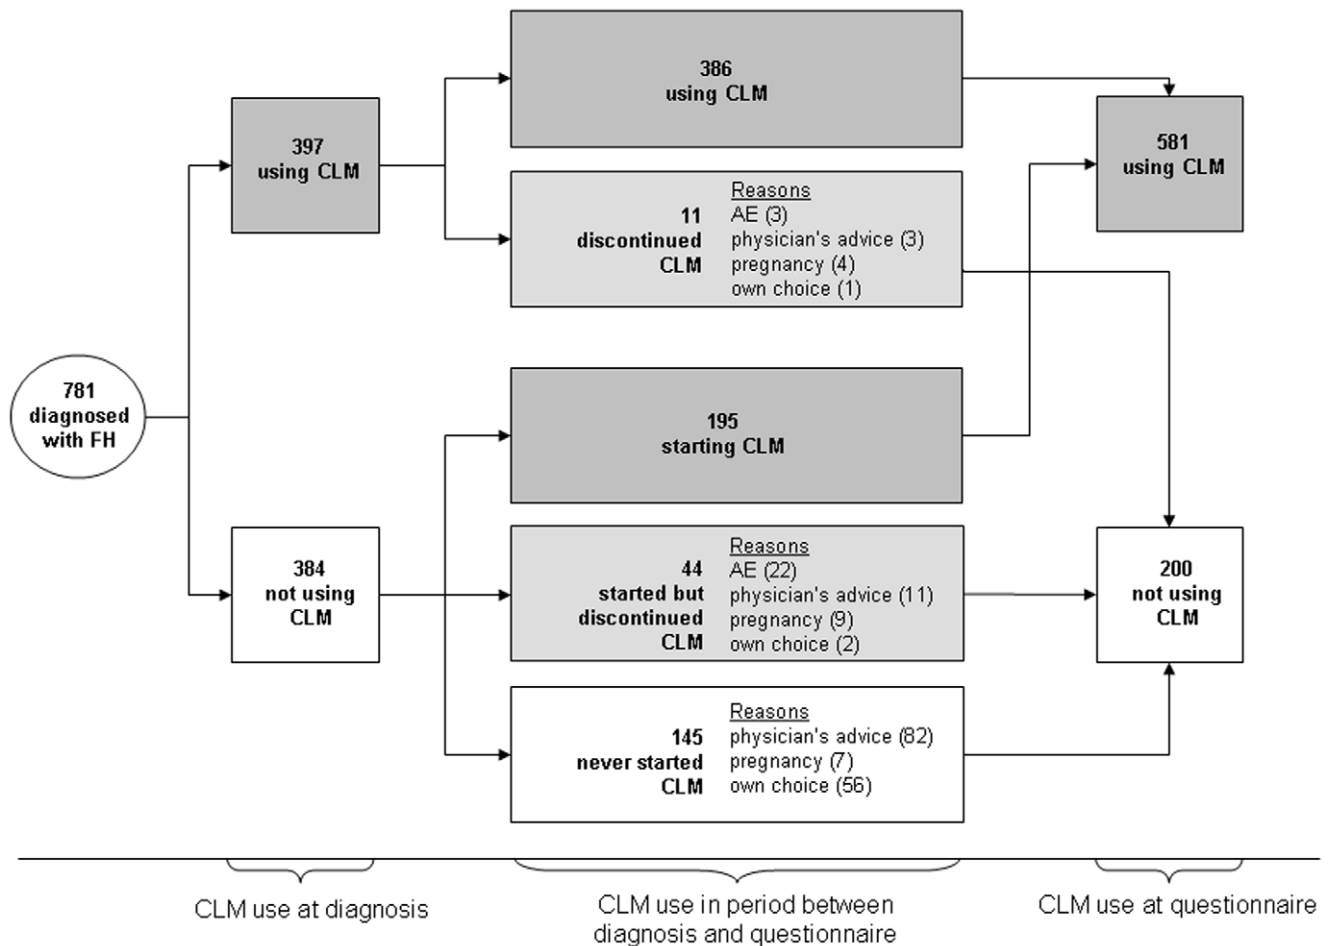 781
diagnosed
with FH
397
using CLM
384
not using
CLM
386
using CLM
11
discontinued
CLM
Reasons
AE (3)
physician's advice (3)
pregnancy (4)
own choice (1)
195
starting CLM
44
started but
discontinued
CLM
Reasons
AE (22)
physician's advice (11)
pregnancy (9)
own choice (2)
145
never started
CLM
Reasons
physician's advice (82)
pregnancy (7)
own choice (56)
581
using CLM
200
not using
CLM
CLM use at diagnosis
CLM use in period between
diagnosis and questionnaire
CLM use at questionnaire